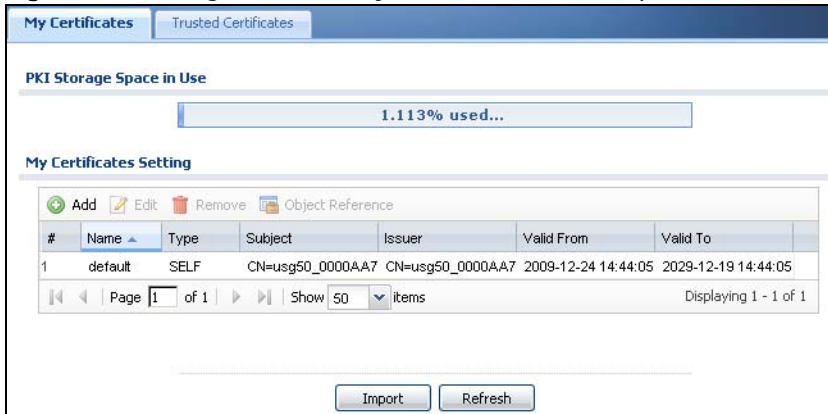 My Certificates Trusted Certificates
PKI Storage Space in Use
1.113% used...
My Certificates Setting
Add Edit Remove Object Reference
# Name Type Subject Issuer Valid From Valid To
1 default SELF CN=usg50_0000AA7 CN=usg50_0000AA7 2009-12-24 14:44:05 2029-12-19 14:44:05
Page 1 of 1 Show 50 items Displaying 1 - 1 of 1
Import Refresh